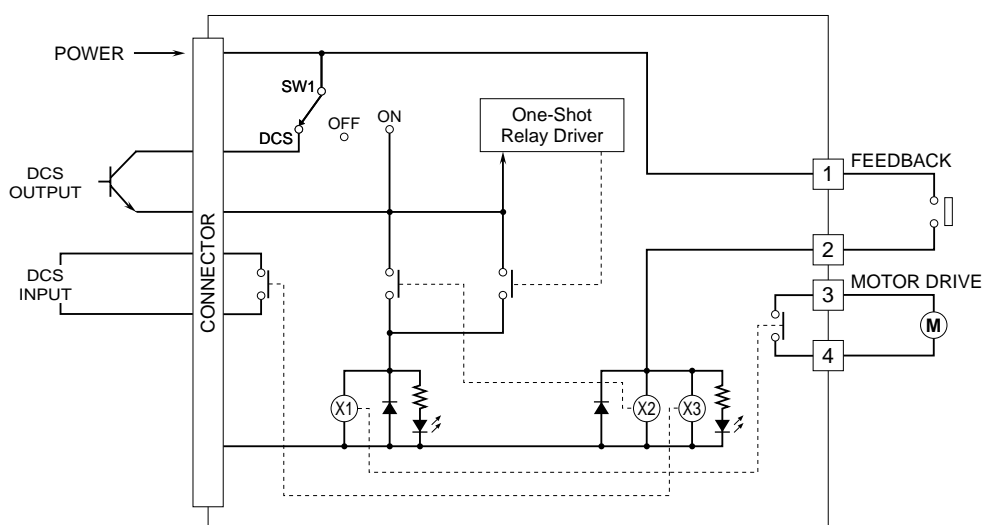 POWER
SW1
DCS
OFF
ON
One-Shot
Relay Driver
DCS
OUTPUT
DCS
INPUT
CONNECTOR
1
FEEDBACK
2
MOTOR DRIVE
3
M
4
X1
X2
X3